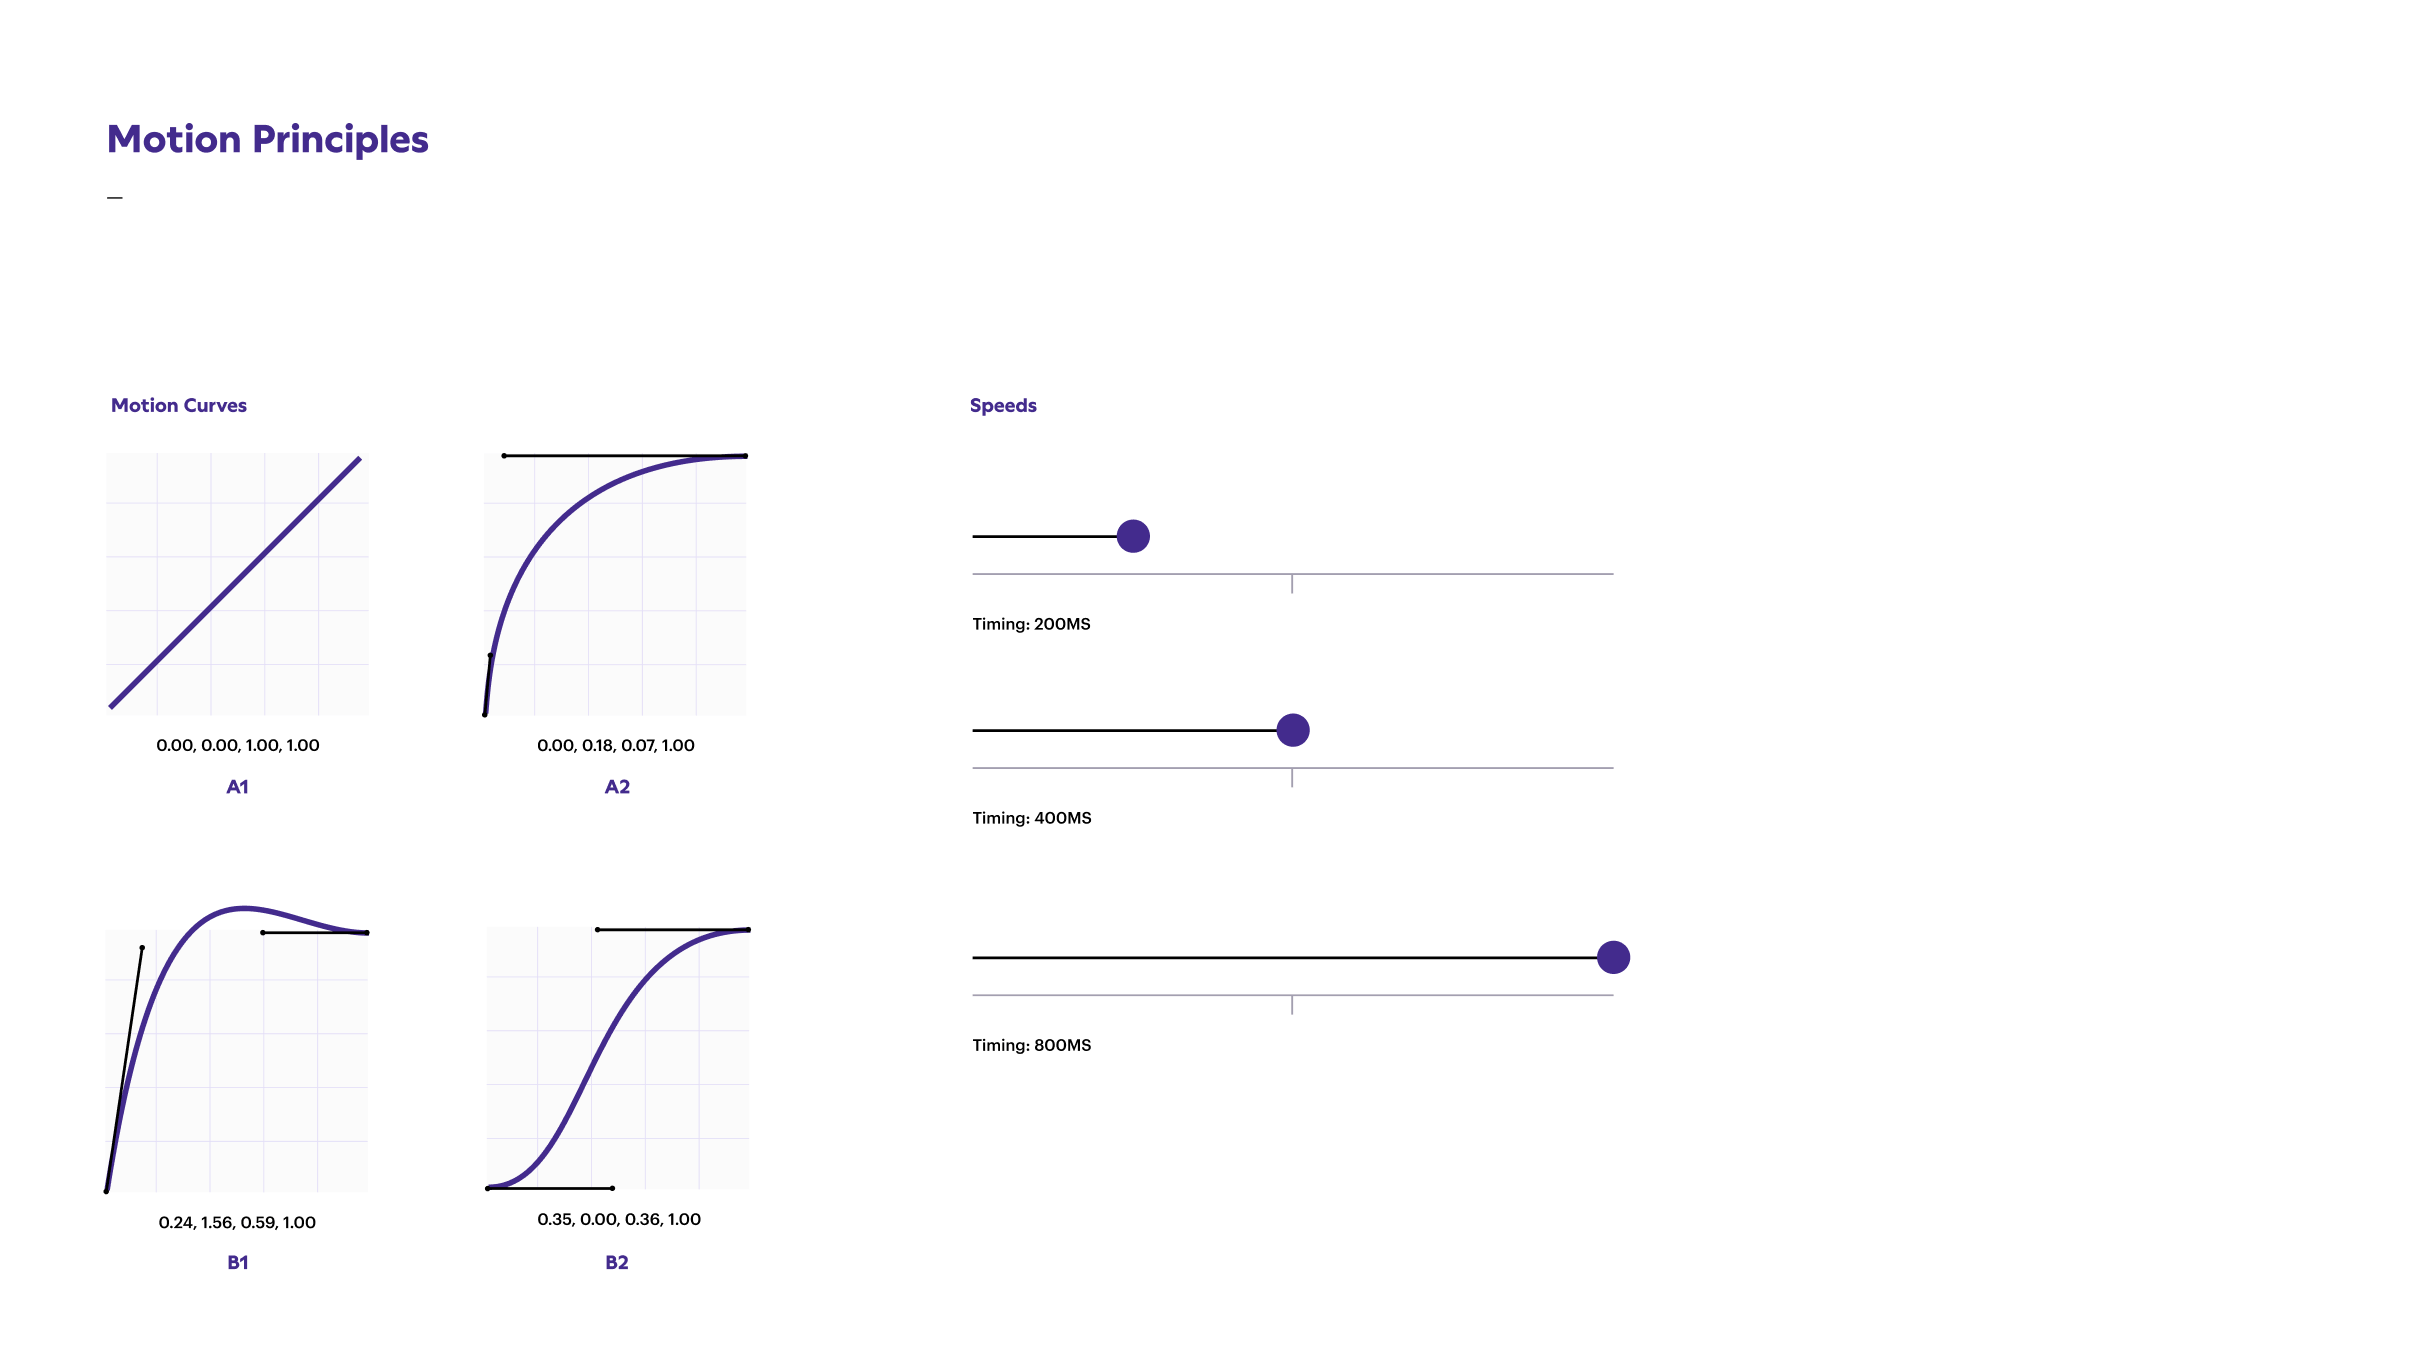 Motion Principles
—
Motion Curves
0.00, 0.00, 1.00, 1.00
A1
0.00, 0.18, 0.07, 1.00
A2
0.24, 1.56, 0.59, 1.00
B1
0.35, 0.00, 0.36, 1.00
B2
Speeds
Timing: 200MS
Timing: 400MS
Timing: 800MS